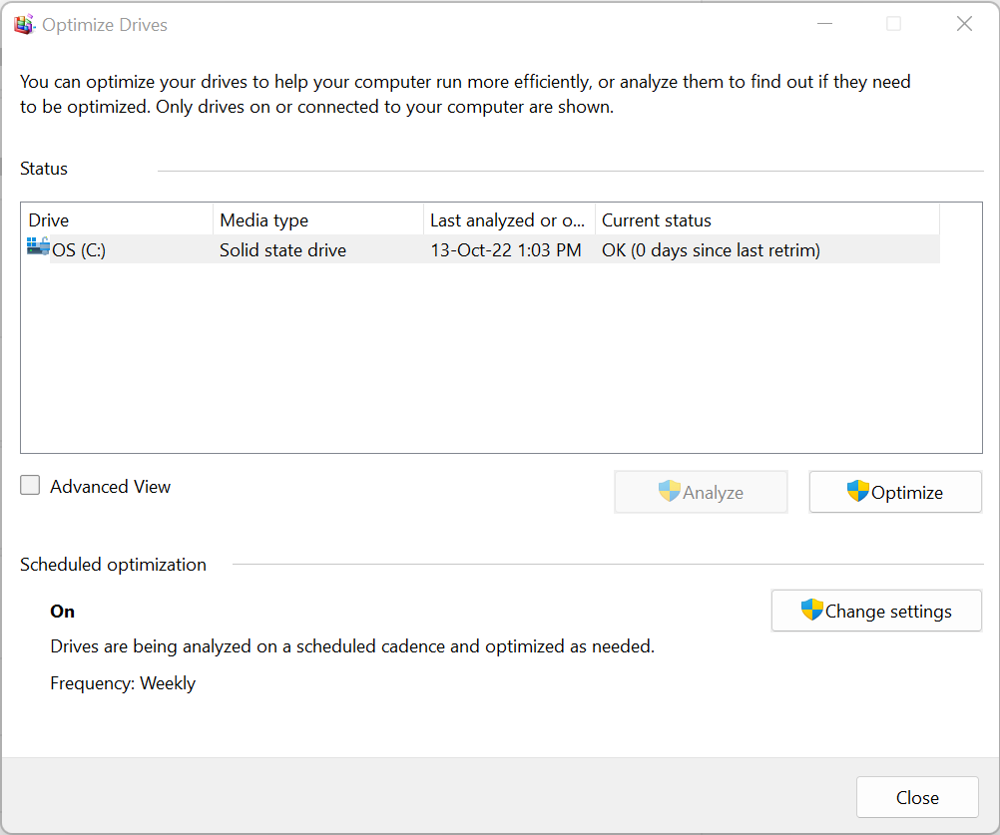 Optimize Drives
You can optimize your drives to help your computer run more efficiently, or analyze them to find out if they need
to be optimized. Only drives on or connected to your computer are shown.
Status
Drive Media type Last analyzed or o... Current status
OS (C:) Solid state drive 13-Oct-22 1:03 PM OK (0 days since last retrim)
Advanced View Analyze Optimize
Scheduled optimization
On Change settings
Drives are being analyzed on a scheduled cadence and optimized as needed.
Frequency: Weekly
Close